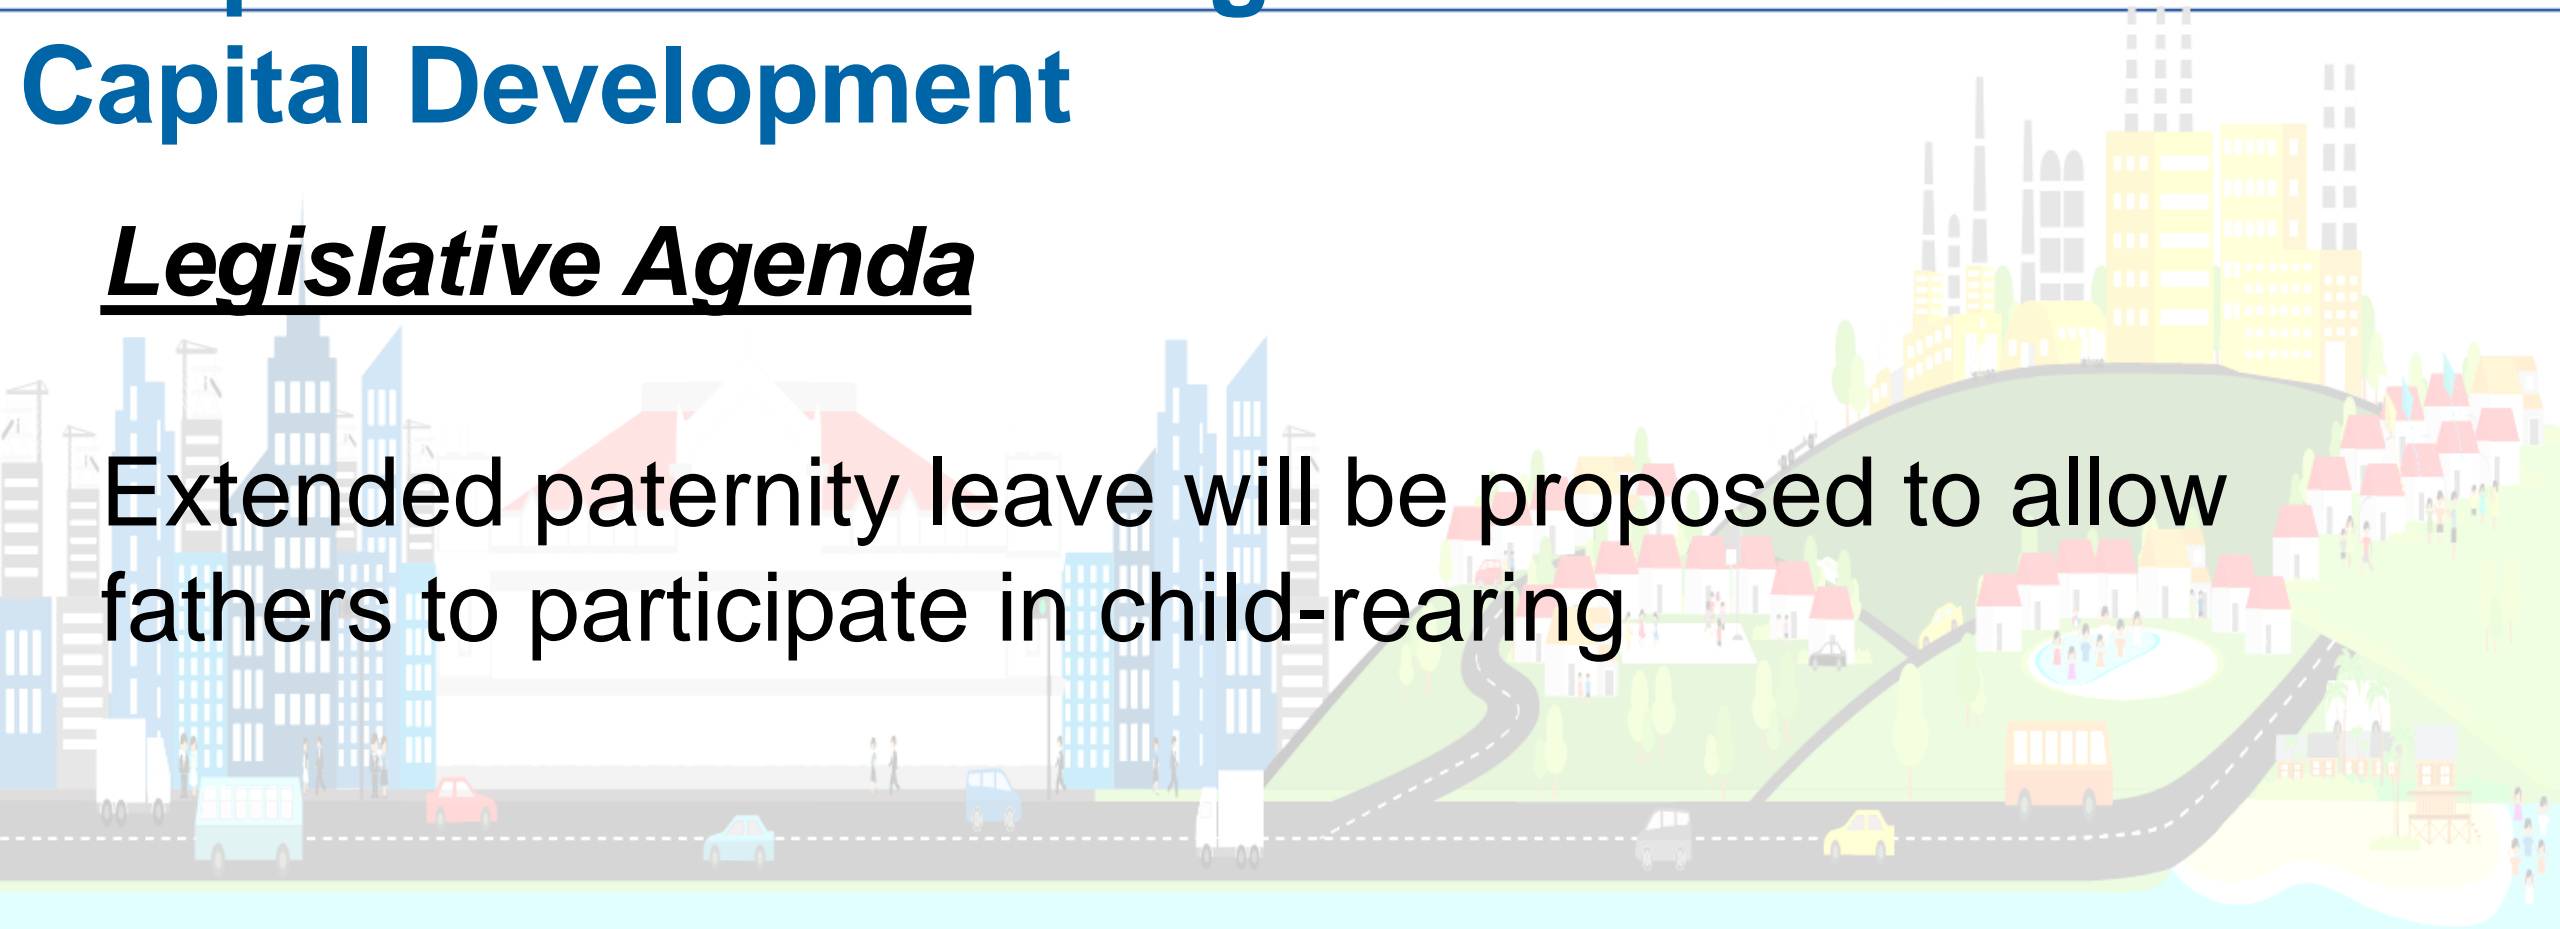 Capital Development
Legislative Agenda
Extended paternity leave will be proposed to allow
fathers to participate in child-rearing